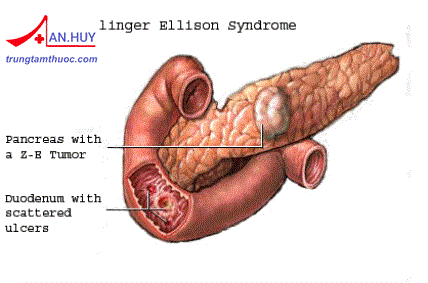 AN.HUY
linger Ellison Syndrome
trungtamthuoc.com
Pancreas with
a Z-E Tumor
Duodenum with
scattered
ulcers